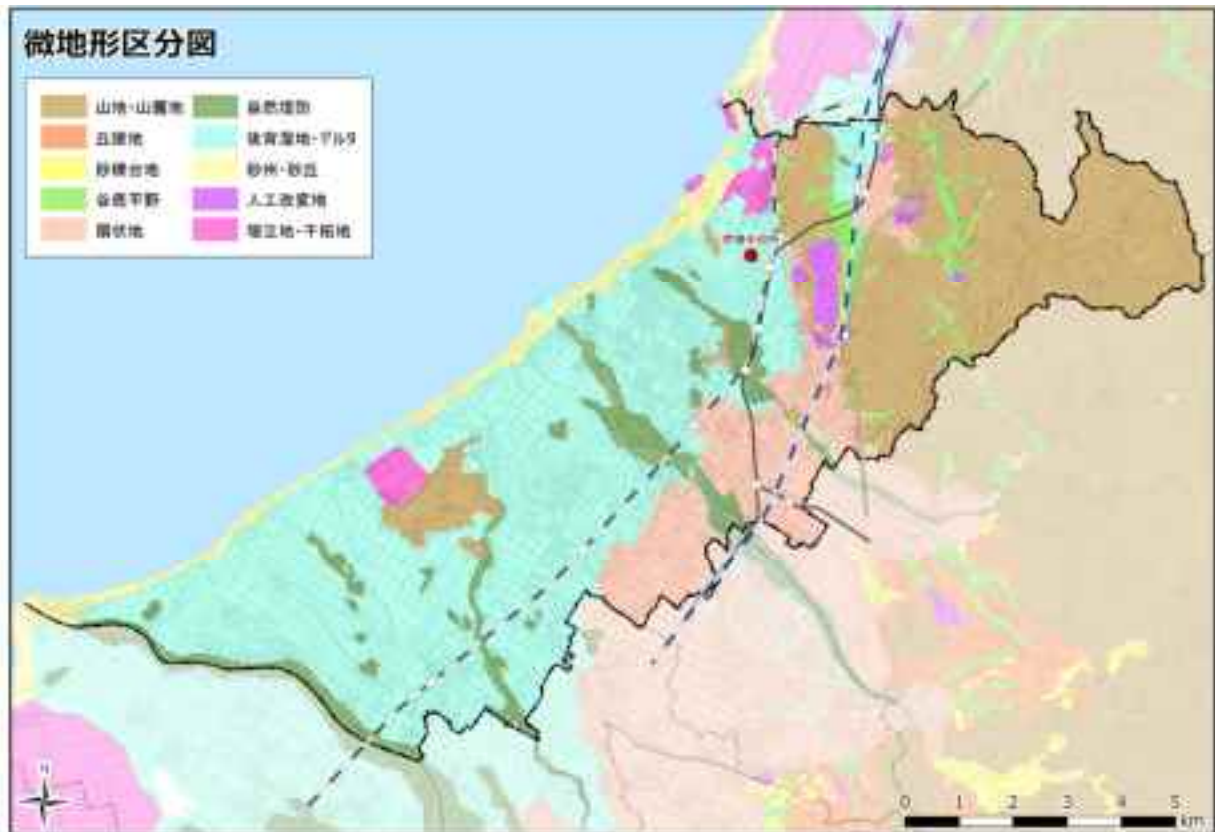 微地形区分図
山地・山麓地
自然堤防
丘陵地
後背湿地・デルタ
砂礫台地
砂州・砂丘
谷底平野
人工改変地
扇状地
埋立地・干拓地
N
0 1 2 3 4 5
km